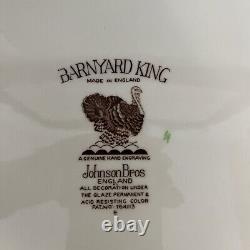 BARNYARD KING
MADE IN ENGLAND
A GENUINE HAND ENGRAVING
Johnson Bros
ENGLAND
ALL DECORATION UNDER
THE GLAZE PERMANENT &
ACID RESISTING COLOR